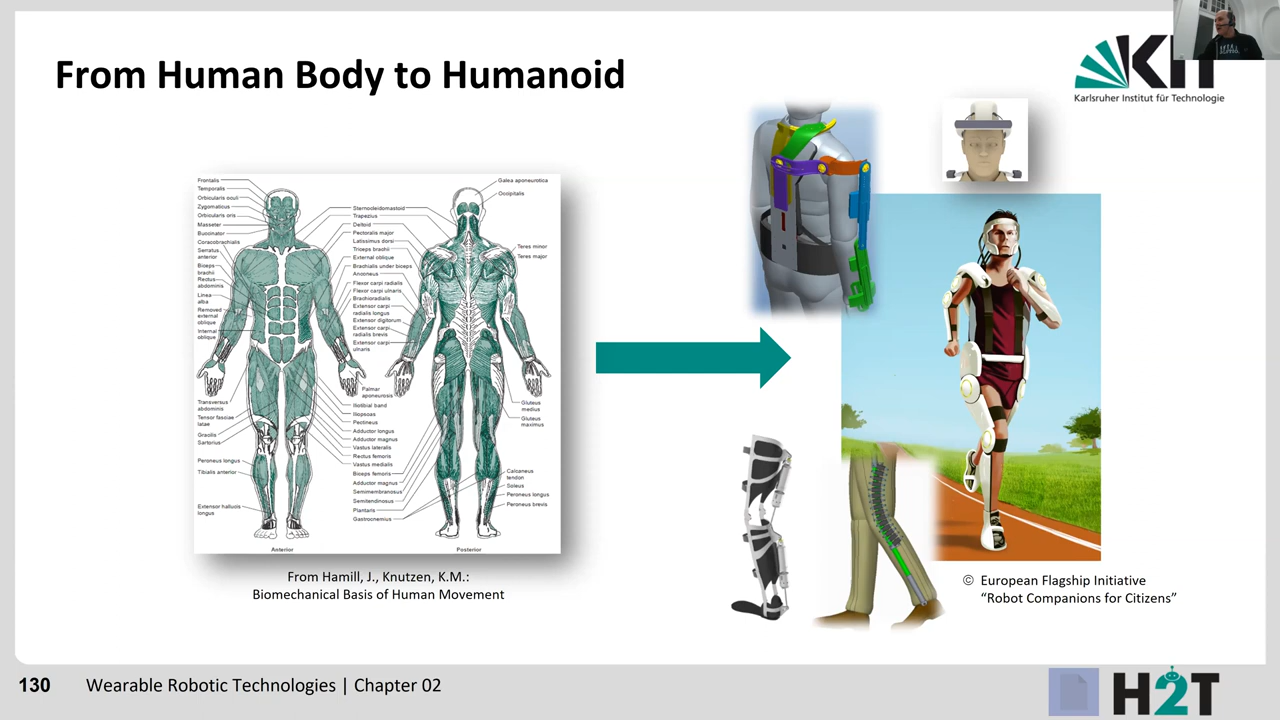 From Human Body to Humanoid
KIT
Karlsruher Institut für Technologie
Frontalis
Temporalis
Orbicularis oculi
Zygomaticus
Orbicularis oris
Masseter
Buccinator
Coracobrachialis
Serratus
anterior
Biceps
brachii
Rectus
abdominis
Linea
alba
Removed
external
oblique
Internal
oblique
Transversus
abdominis
Tensor fasciae
latae
Gracilis
Sartorius
Peroneus longus
Tibialis anterior
Extensor hallucis
longus
Sternocleidomastoid
Trapezius
Deltoid
Pectoralis major
Latissimus dorsi
Triceps brachii
External oblique
Brachialis under biceps
Anconeus
Flexor carpi radialis
Flexor carpi ulnaris
Brachioradialis
Extensor carpi
radialis longus
Extensor digitorum
Extensor carpi
radialis brevis
Extensor carpi
ulnaris
Palmar
aponeurosis
Iliotibial band
Iliopsoas
Pectineus
Adductor longus
Adductor magnus
Vastus lateralis
Rectus femoris
Vastus medialis
Biceps femoris
Adductor magnus
Semimembranosus
Semitendinosus
Plantaris
Gastrocnemius
Galea aponeurotica
Occipitalis
Teres minor
Teres major
Gluteus
medius
Gluteus
maximus
Calcaneus
tendon
Soleus
Peroneus longus
Peroneus brevis
Anterior
Posterior
From Hamill, J., Knutzen, K.M.:
Biomechanical Basis of Human Movement
© European Flagship Initiative
“Robot Companions for Citizens”
130 Wearable Robotic Technologies | Chapter 02
H2T